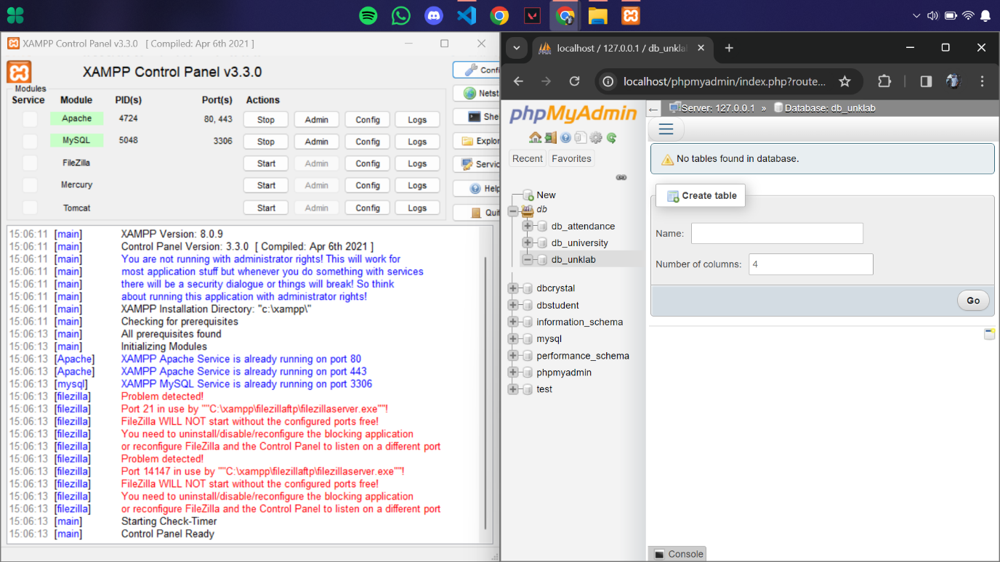 XAMPP Control Panel v3.3.0 [ Compiled: Apr 6th 2021 ]
XAMPP Control Panel v3.3.0
Modules
Service Module PID(s) Port(s) Actions
Apache 4724 80, 443 Stop Admin Config Logs
MySQL 5048 3306 Stop Admin Config Logs
FileZilla Start Admin Config Logs
Mercury Start Admin Config Logs
Tomcat Start Admin Config Logs
Confi
Netst
She
Explor
Servic
Help
Quit
15:06:11 [main] XAMPP Version: 8.0.9
15:06:11 [main] Control Panel Version: 3.3.0 [ Compiled: Apr 6th 2021 ]
15:06:11 [main] You are not running with administrator rights! This will work for
15:06:11 [main] most application stuff but whenever you do something with services
15:06:11 [main] there will be a security dialogue or things will break! So think
15:06:11 [main] about running this application with administrator rights!
15:06:11 [main] XAMPP Installation Directory: "c:\xampp\"
15:06:11 [main] Checking for prerequisites
15:06:13 [main] All prerequisites found
15:06:13 [main] Initializing Modules
15:06:13 [Apache] XAMPP Apache Service is already running on port 80
15:06:13 [Apache] XAMPP Apache Service is already running on port 443
15:06:13 [mysql] XAMPP MySQL Service is already running on port 3306
15:06:13 [filezilla] Problem detected!
15:06:13 [filezilla] Port 21 in use by ""C:\xampp\filezillaftp\filezillaserver.exe""!
15:06:13 [filezilla] FileZilla WILL NOT start without the configured ports free!
15:06:13 [filezilla] You need to uninstall/disable/reconfigure the blocking application
15:06:13 [filezilla] or reconfigure FileZilla and the Control Panel to listen on a different port
15:06:13 [filezilla] Problem detected!
15:06:13 [filezilla] Port 14147 in use by ""C:\xampp\filezillaftp\filezillaserver.exe""!
15:06:13 [filezilla] FileZilla WILL NOT start without the configured ports free!
15:06:13 [filezilla] You need to uninstall/disable/reconfigure the blocking application
15:06:13 [filezilla] or reconfigure FileZilla and the Control Panel to listen on a different port
15:06:13 [main] Starting Check-Timer
15:06:13 [main] Control Panel Ready
localhost / 127.0.0.1 / db_unkla
localhost/phpmyadmin/index.php?route...
phpMyAdmin
Recent Favorites
New
db
db_attendance
db_university
db_unklab
dbcrystal
dbstudent
information_schema
mysql
performance_schema
phpmyadmin
test
Server: 127.0.0.1 » Database: db_unklab
No tables found in database.
Create table
Name:
Number of columns: 4
Go
Console